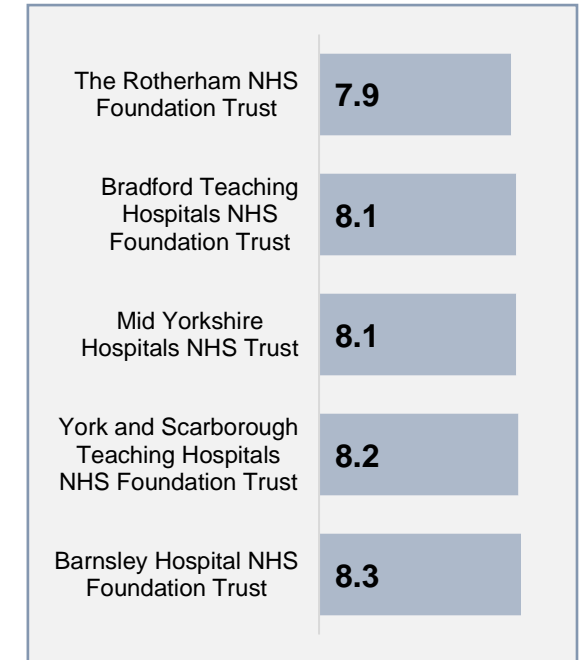 The Rotherham NHS
Foundation Trust
7.9
Bradford Teaching
Hospitals NHS
Foundation Trust
8.1
Mid Yorkshire
Hospitals NHS Trust
8.1
York and Scarborough
Teaching Hospitals
NHS Foundation Trust
8.2
Barnsley Hospital NHS
Foundation Trust
8.3